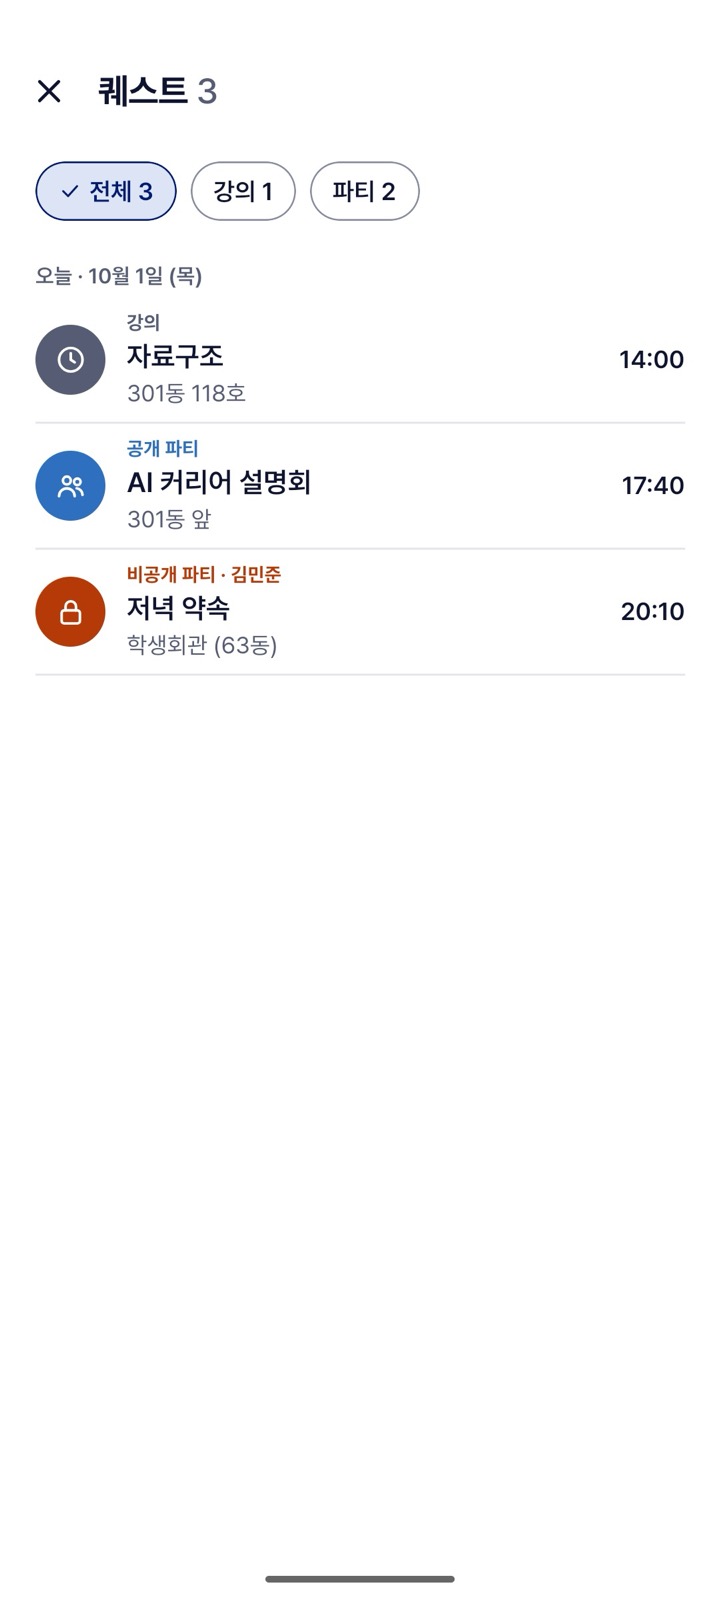 퀘스트 3
전체 3
강의 1
파티 2
오늘 · 10월 1일 (목)
강의
자료구조
14:00
301동 118호
공개 파티
AI 커리어 설명회
17:40
301동 앞
비공개 파티 · 김민준
저녁 약속
20:10
학생회관 (63동)